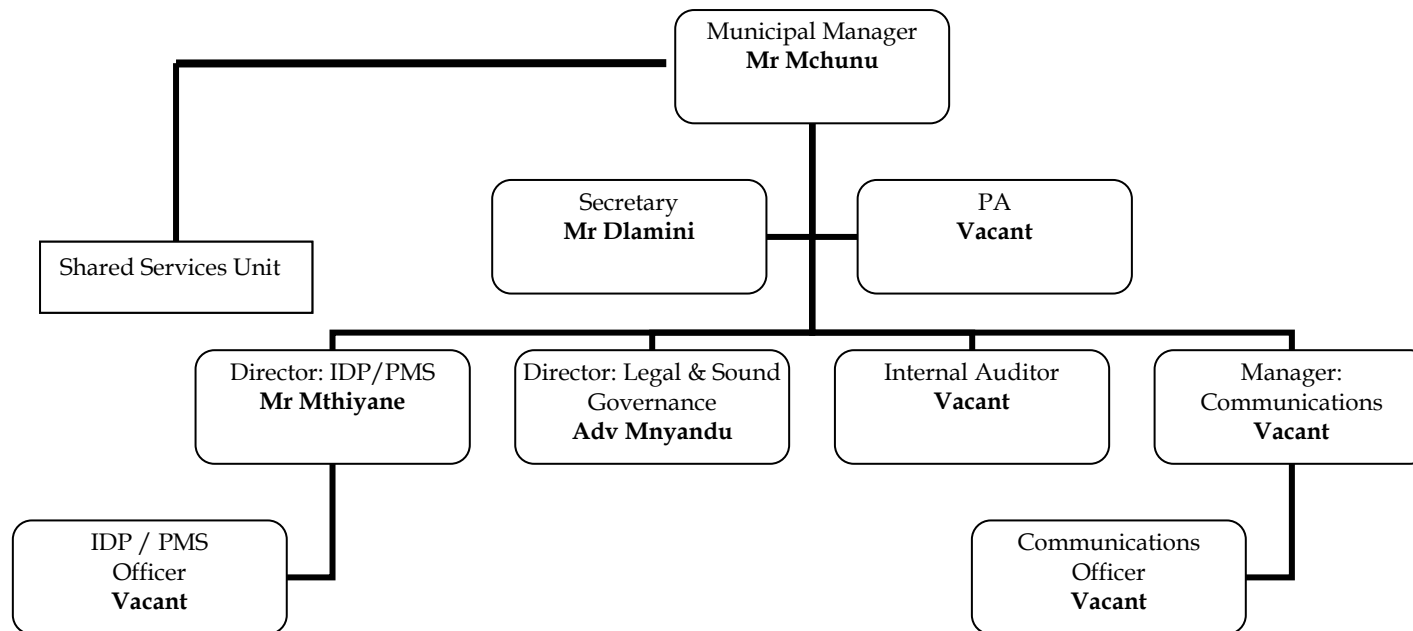 Municipal Manager
Mr Mchunu
Secretary
Mr Dlamini
PA
Vacant
Shared Services Unit
Director: IDP/PMS
Mr Mthiyane
Director: Legal & Sound
Governance
Adv Mnyandu
Internal Auditor
Vacant
Manager:
Communications
Vacant
IDP / PMS
Officer
Vacant
Communications
Officer
Vacant